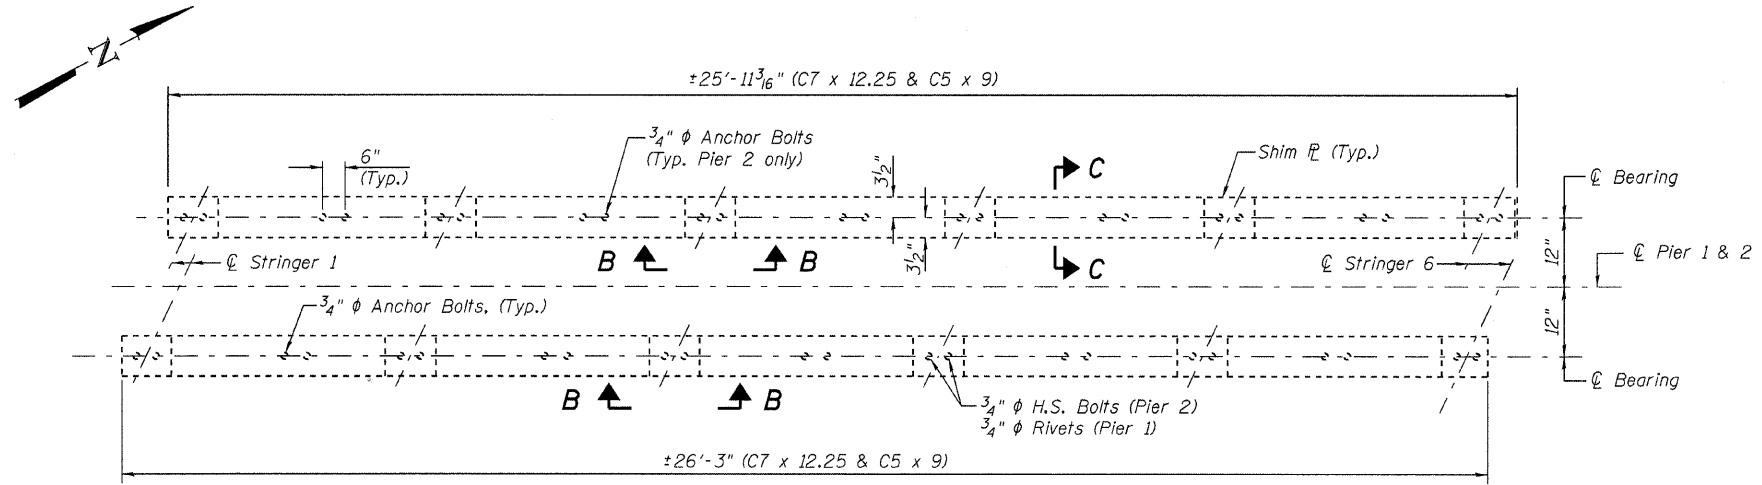 N
±25'-11 3/16" (C7 x 12.25 & C5 x 9)
3/4" ϕ Anchor Bolts
(Typ. Pier 2 only)
6"
(Typ.)
3 1/2"
C
Shim ⅊ (Typ.)
℄ Bearing
℄ Stringer 1
B
B
3 1/2"
C
℄ Stringer 6
12"
℄ Pier 1 & 2
3/4" ϕ Anchor Bolts, (Typ.)
12"
℄ Bearing
B
B
3/4" ϕ H.S. Bolts (Pier 2)
3/4" ϕ Rivets (Pier 1)
±26'-3" (C7 x 12.25 & C5 x 9)